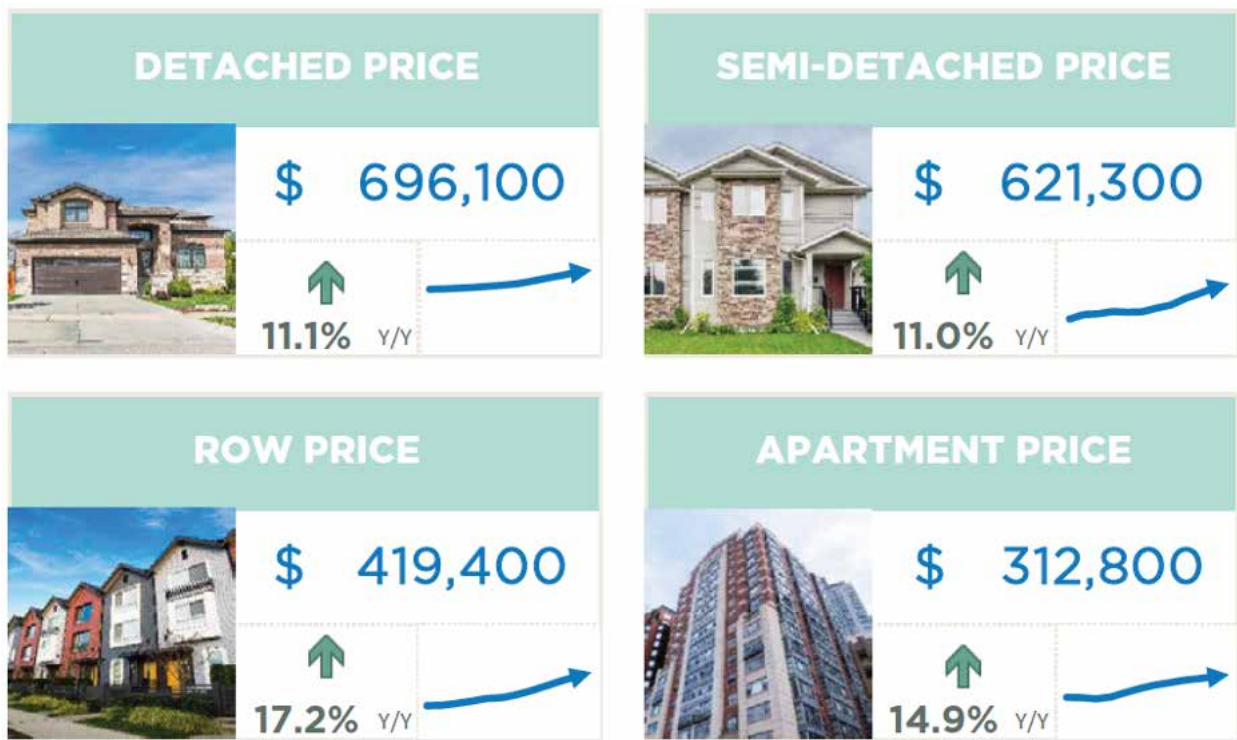 DETACHED PRICE
$ 696,100
11.1% Y/Y
SEMI-DETACHED PRICE
$ 621,300
11.0% Y/Y
ROW PRICE
$ 419,400
17.2% Y/Y
APARTMENT PRICE
$ 312,800
14.9% Y/Y